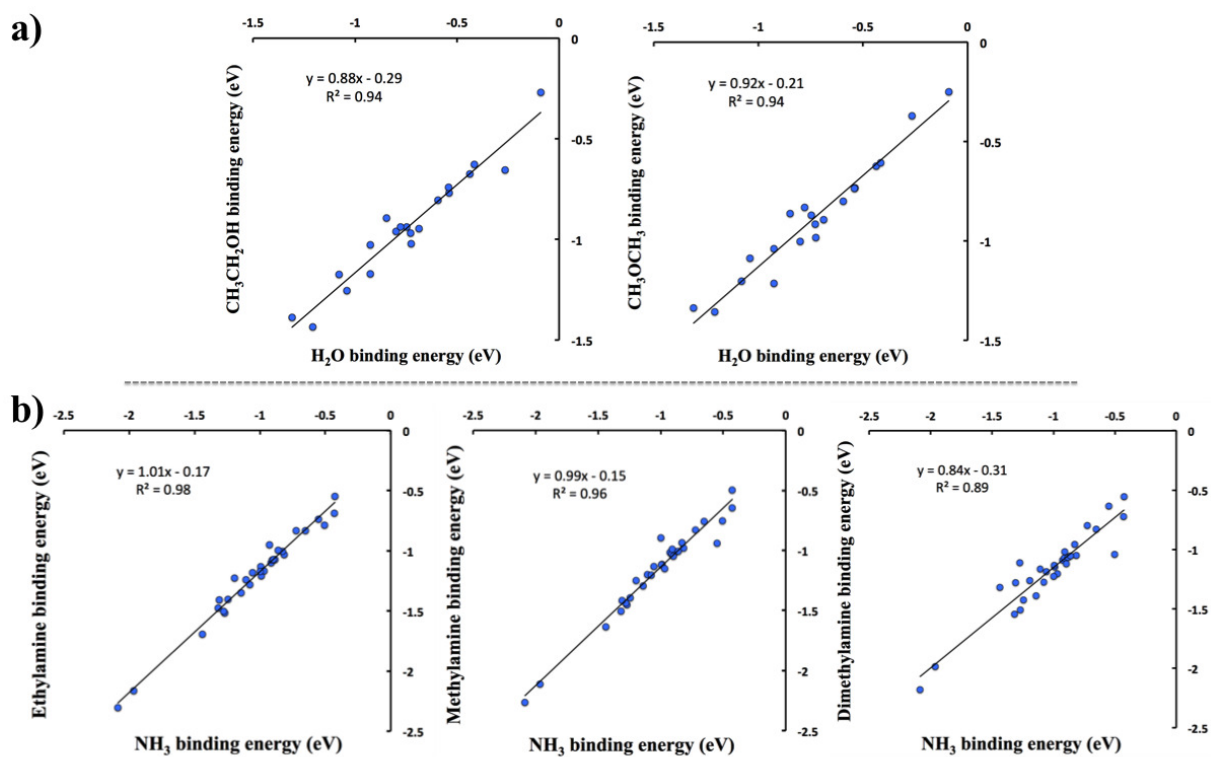 a)
-1.5 -1 -0.5 0
0
-0.5
-1
-1.5
y = 0.88x - 0.29
R² = 0.94
CH₃CH₂OH binding energy (eV)
H₂O binding energy (eV)
-1.5 -1 -0.5 0
0
-0.5
-1
-1.5
y = 0.92x - 0.21
R² = 0.94
CH₃OCH₃ binding energy (eV)
H₂O binding energy (eV)
b)
-2.5 -2 -1.5 -1 -0.5 0
0
-0.5
-1
-1.5
-2
-2.5
y = 1.01x - 0.17
R² = 0.98
Ethylamine binding energy (eV)
NH₃ binding energy (eV)
-2.5 -2 -1.5 -1 -0.5 0
0
-0.5
-1
-1.5
-2
-2.5
y = 0.99x - 0.15
R² = 0.96
Methylamine binding energy (eV)
NH₃ binding energy (eV)
-2.5 -2 -1.5 -1 -0.5 0
0
-0.5
-1
-1.5
-2
-2.5
y = 0.84x - 0.31
R² = 0.89
Dimethylamine binding energy (eV)
NH₃ binding energy (eV)